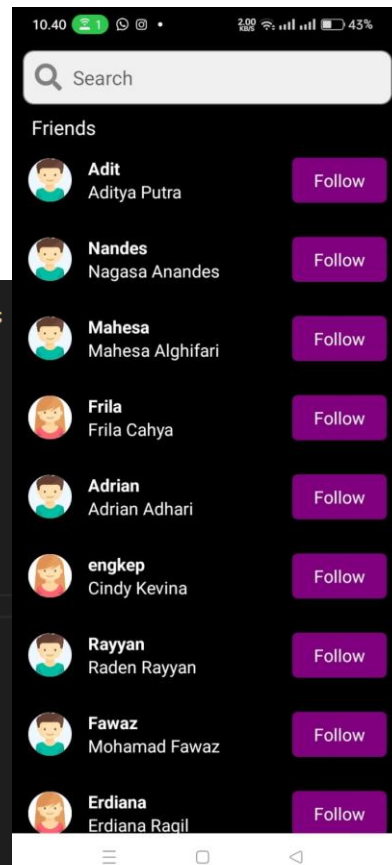 10.40 1 2.00 KB/S 43%
Search
Friends
Adit
Aditya Putra
Follow
Nandes
Nagasa Anandes
Follow
Mahesa
Mahesa Alghifari
Follow
Frila
Frila Cahya
Follow
Adrian
Adrian Adhari
Follow
engkep
Cindy Kevina
Follow
Rayyan
Raden Rayyan
Follow
Fawaz
Mohamad Fawaz
Follow
Erdiana
Erdiana Ragil
Follow